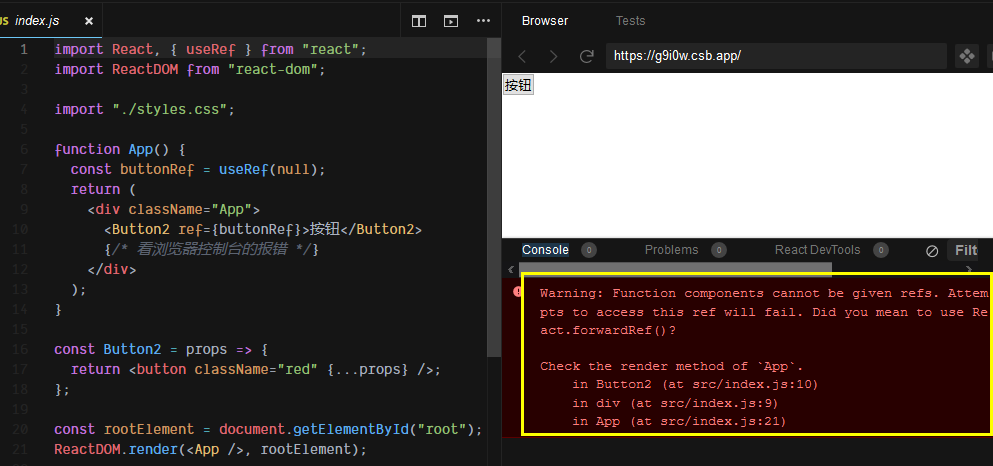 JS index.js ×
1 import React, { useRef } from "react";
2 import ReactDOM from "react-dom";
3
4 import "./styles.css";
5
6 function App() {
7 const buttonRef = useRef(null);
8 return (
9 <div className="App">
10 <Button2 ref={buttonRef}>按钮</Button2>
11 {/* 看浏览器控制台的报错 */}
12 </div>
13 );
14 }
15
16 const Button2 = props => {
17 return <button className="red" {...props} />;
18 };
19
20 const rootElement = document.getElementById("root");
21 ReactDOM.render(<App />, rootElement);
Browser Tests
https://g9i0w.csb.app/
按钮
Console 0 Problems 0 React DevTools 0 Filt
Warning: Function components cannot be given refs. Attem
pts to access this ref will fail. Did you mean to use Re
act.forwardRef()?
Check the render method of `App`.
in Button2 (at src/index.js:10)
in div (at src/index.js:9)
in App (at src/index.js:21)